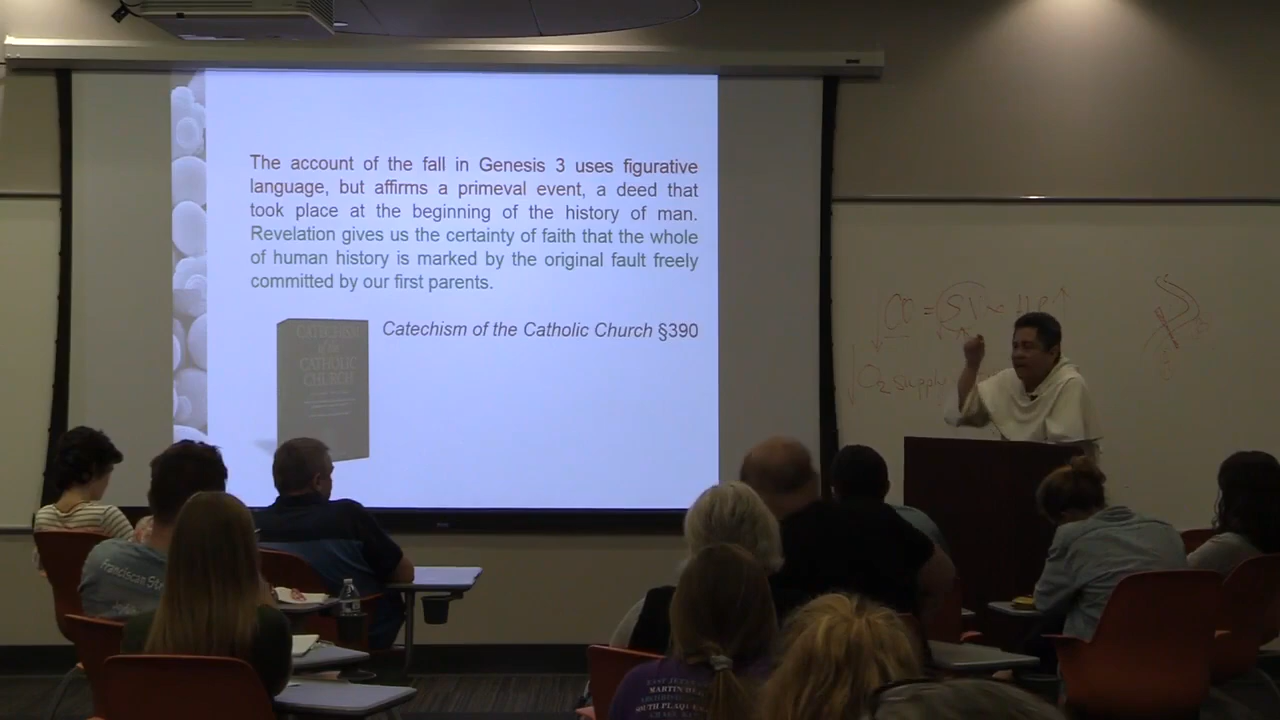 The account of the fall in Genesis 3 uses figurative
language, but affirms a primeval event, a deed that
took place at the beginning of the history of man.
Revelation gives us the certainty of faith that the whole
of human history is marked by the original fault freely
committed by our first parents.
CATECHISM
of the
CATHOLIC
CHURCH
Catechism of the Catholic Church §390
CO = SV
O2 supply
Franciscan
SOUTH